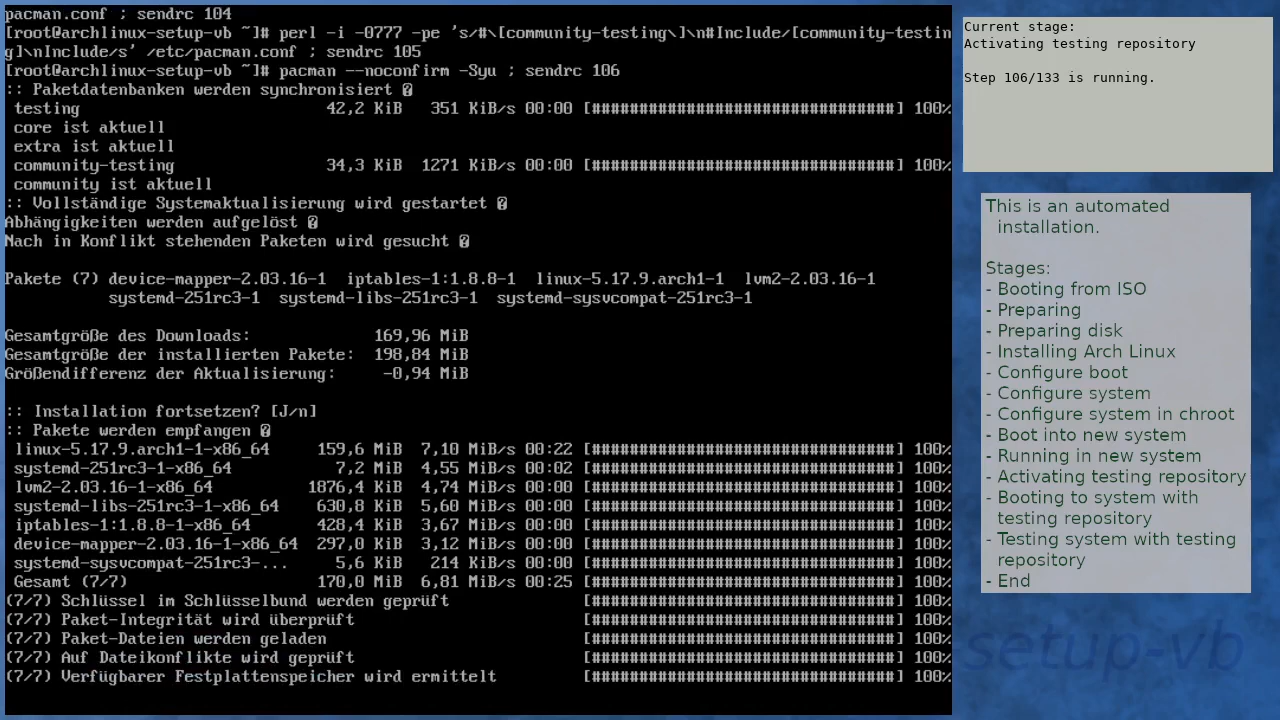 pacman.conf ; sendrc 104
[root@archlinux-setup-vb ~]# perl -i -0777 -pe 's/#\[community-testing\]\n#Include/[community-testin
g]\nInclude/s' /etc/pacman.conf ; sendrc 105
[root@archlinux-setup-vb ~]# pacman --noconfirm -Syu ; sendrc 106
:: Paketdatenbanken werden synchronisiert �
testing 42,2 KiB 351 KiB/s 00:00 [################################] 100%
core ist aktuell
extra ist aktuell
community-testing 34,3 KiB 1271 KiB/s 00:00 [################################] 100%
community ist aktuell
:: Vollständige Systemaktualisierung wird gestartet �
Abhängigkeiten werden aufgelöst �
Nach in Konflikt stehenden Paketen wird gesucht �
Pakete (7) device-mapper-2.03.16-1 iptables-1:1.8.8-1 linux-5.17.9.arch1-1 lvm2-2.03.16-1
systemd-251rc3-1 systemd-libs-251rc3-1 systemd-sysvcompat-251rc3-1
Gesamtgröße des Downloads: 169,96 MiB
Gesamtgröße der installierten Pakete: 198,84 MiB
Größendifferenz der Aktualisierung: -0,94 MiB
:: Installation fortsetzen? [J/n]
:: Pakete werden empfangen �
linux-5.17.9.arch1-1-x86_64 159,6 MiB 7,10 MiB/s 00:22 [################################] 100%
systemd-251rc3-1-x86_64 7,2 MiB 4,55 MiB/s 00:02 [################################] 100%
lvm2-2.03.16-1-x86_64 1876,4 KiB 4,74 MiB/s 00:00 [################################] 100%
systemd-libs-251rc3-1-x86_64 630,8 KiB 5,60 MiB/s 00:00 [################################] 100%
iptables-1:1.8.8-1-x86_64 428,4 KiB 3,67 MiB/s 00:00 [################################] 100%
device-mapper-2.03.16-1-x86_64 297,0 KiB 3,12 MiB/s 00:00 [################################] 100%
systemd-sysvcompat-251rc3-... 5,6 KiB 214 KiB/s 00:00 [################################] 100%
Gesamt (7/7) 170,0 MiB 6,81 MiB/s 00:25 [################################] 100%
(7/7) Schlüssel im Schlüsselbund werden geprüft [################################] 100%
(7/7) Paket-Integrität wird überprüft [################################] 100%
(7/7) Paket-Dateien werden geladen [################################] 100%
(7/7) Auf Dateikonflikte wird geprüft [################################] 100%
(7/7) Verfügbarer Festplattenspeicher wird ermittelt [################################] 100%
Current stage:
Activating testing repository
Step 106/133 is running.
This is an automated
installation.
Stages:
- Booting from ISO
- Preparing
- Preparing disk
- Installing Arch Linux
- Configure boot
- Configure system
- Configure system in chroot
- Boot into new system
- Running in new system
- Activating testing repository
- Booting to system with
testing repository
- Testing system with testing
repository
- End
setup-vb